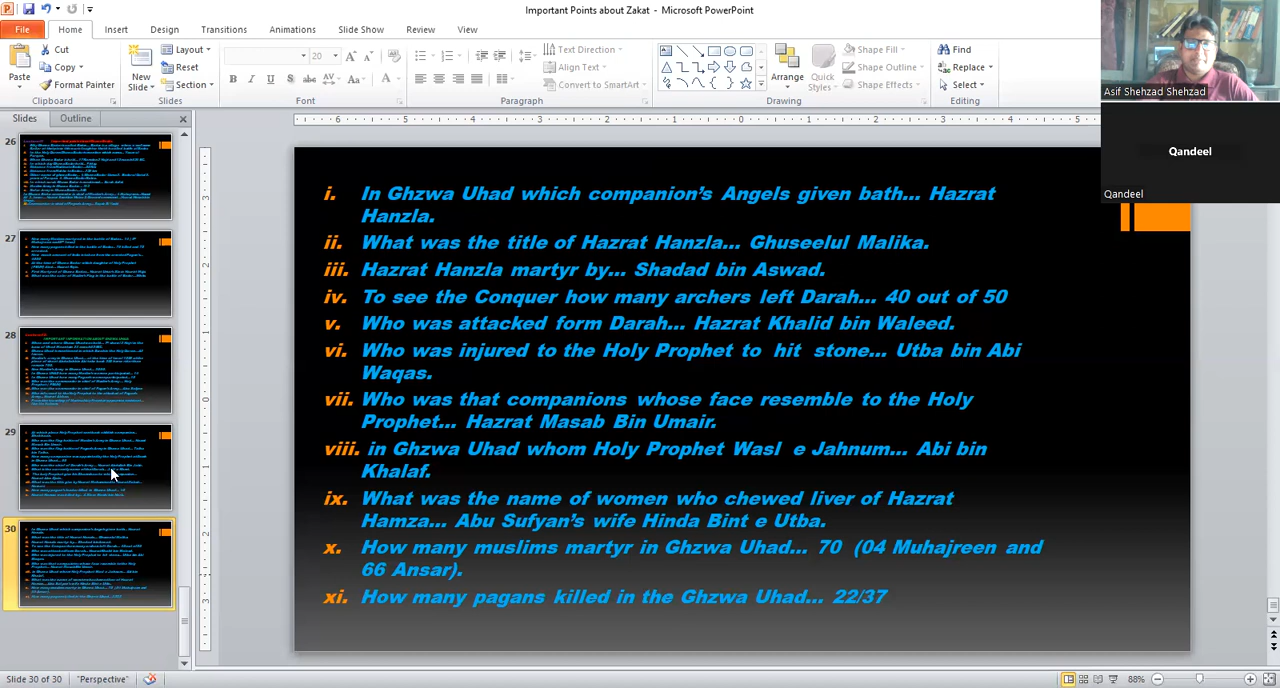 Important Points about Zakat - Microsoft PowerPoint
File Home Insert Design Transitions Animations Slide Show Review View
Paste
Cut
Copy
Format Painter
Clipboard
New
Slide
Layout
Reset
Section
Slides
20
B I U S abc AV Aa A
Font
Text Direction
Align Text
Convert to SmartArt
Paragraph
Arrange
Quick
Styles
Shape Fill
Shape Outline
Shape Effects
Drawing
Find
Replace
Select
Editing
Asif Shehzad Shehzad
Qandeel
Qandeel
Slides Outline
26
27
28
29
30
i. In Ghzwa Uhad which companion’s Angels given bath... Hazrat
Hanzla.
ii. What was the title of Hazrat Hanzla... Ghuseelul Malika.
iii. Hazrat Hanzla martyr by... Shadad bin Aswad.
iv. To see the Conquer how many archers left Darah... 40 out of 50
v. Who was attacked form Darah... Hazrat Khalid bin Waleed.
vi. Who was injured to the Holy Prophet to hit stone... Utba bin Abi
Waqas.
vii. Who was that companions whose face resemble to the Holy
Prophet... Hazrat Masab Bin Umair.
viii. in Ghzwa Uhad whom Holy Prophet Wasl e Jahnum... Abi bin
Khalaf.
ix. What was the name of women who chewed liver of Hazrat
Hamza... Abu Sufyan’s wife Hinda Bint e Utba.
x. How many muslims martyr in Ghzwa Uhad... 70 (04 Muhajreen and
66 Ansar).
xi. How many pagans killed in the Ghzwa Uhad... 22/37
Slide 30 of 30 "Perspective" 88%